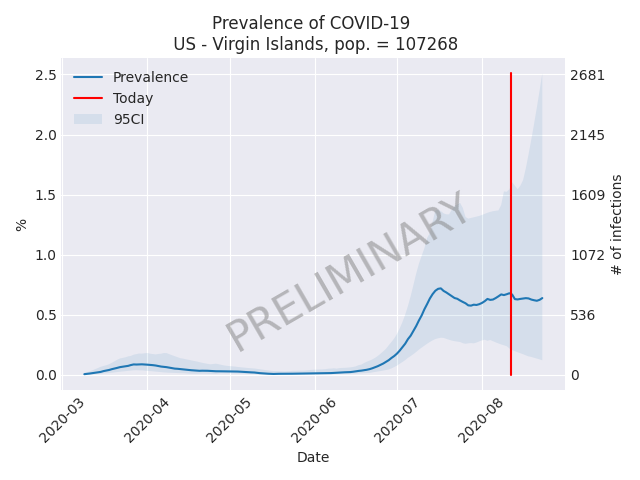 Prevalence of COVID-19
US - Virgin Islands, pop. = 107268
Prevalence
Today
95CI
PRELIMINARY
2.5
2.0
1.5
1.0
0.5
0.0
%
2681
2145
1609
1072
536
0
# of infections
2020-03
2020-04
2020-05
2020-06
2020-07
2020-08
Date